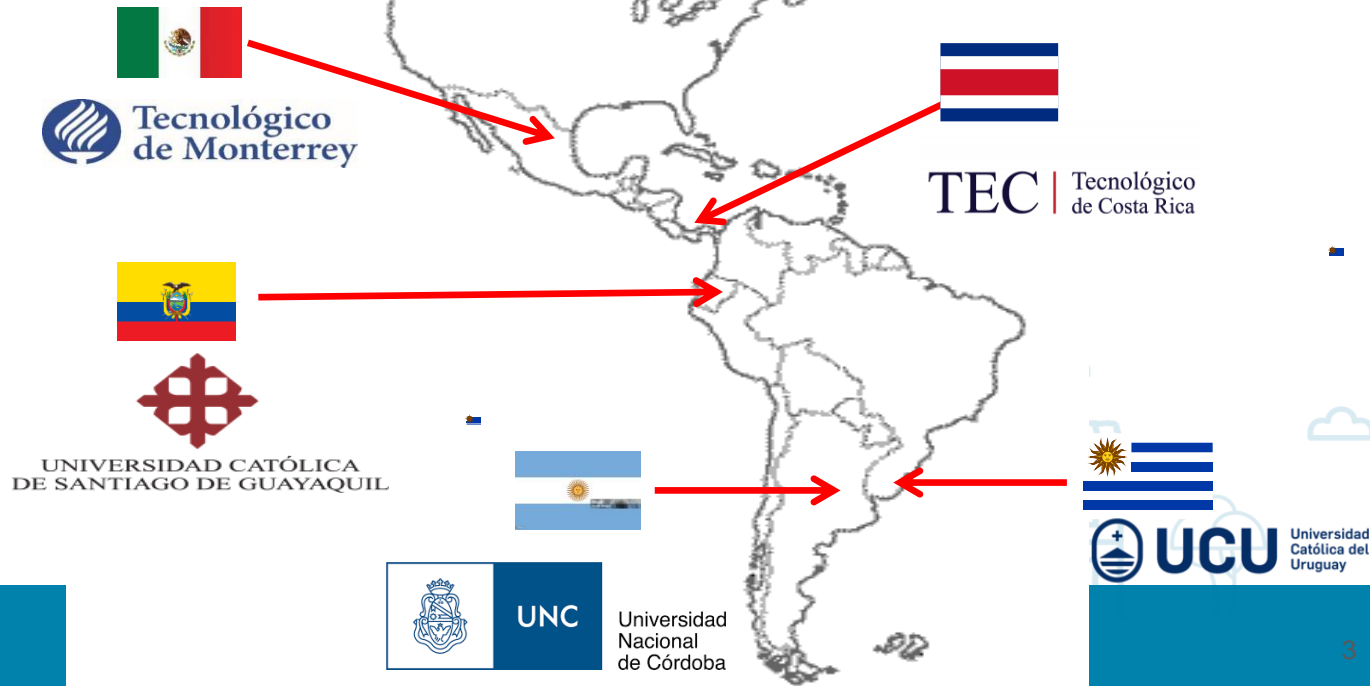 Tecnológico
de Monterrey
TEC
Tecnológico
de Costa Rica
UNIVERSIDAD CATÓLICA
DE SANTIAGO DE GUAYAQUIL
UNC
Universidad
Nacional
de Córdoba
UCU
Universidad
Católica del
Uruguay
3